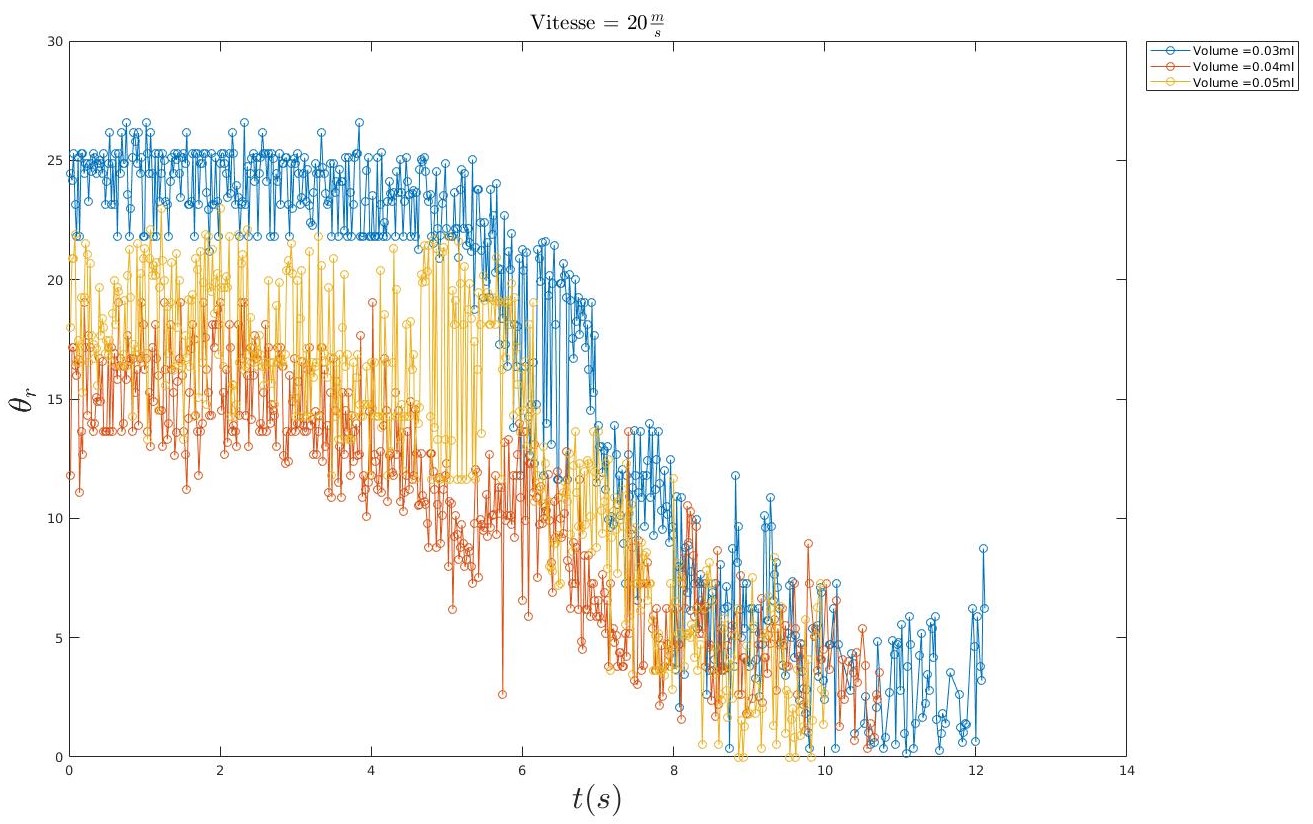 Vitesse = 20 m/s
Volume =0.03ml
Volume =0.04ml
Volume =0.05ml
30
25
20
15
10
5
0
θr
0 2 4 6 8 10 12 14
t(s)